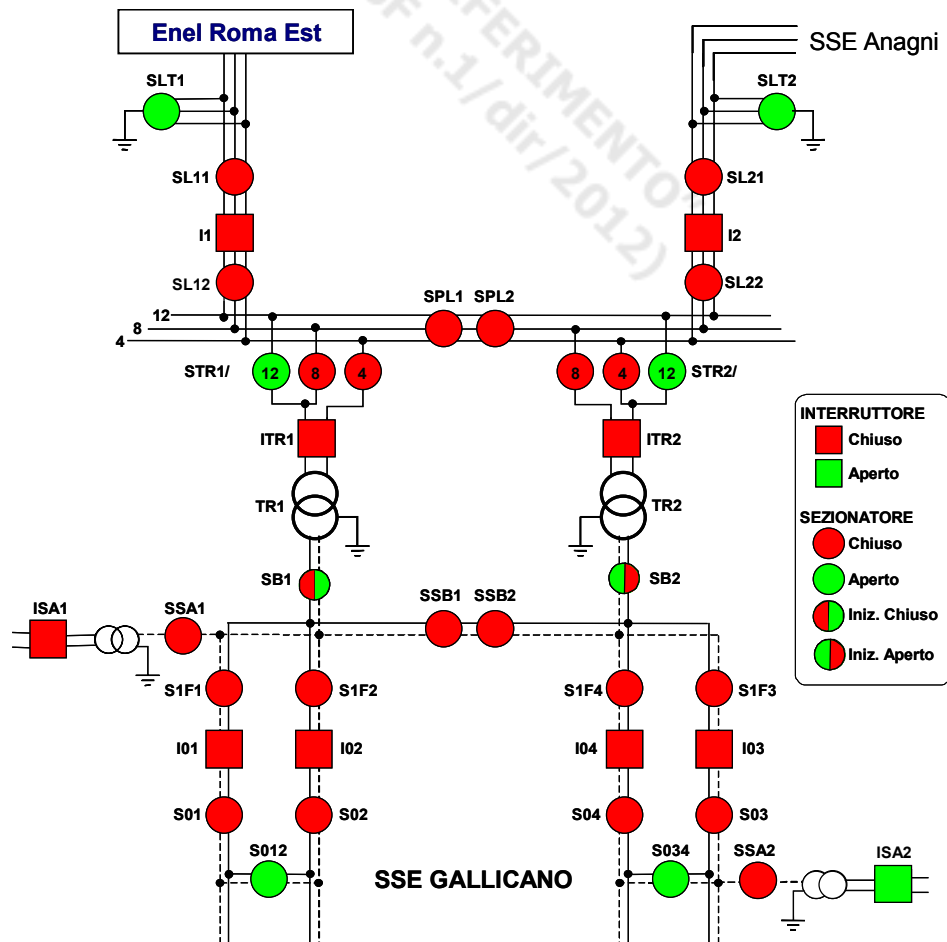 Enel Roma Est
SSE Anagni
SLT1
SLT2
SL11
SL21
I1
I2
SL12
SL22
SPL1 SPL2
12
8
4
STR1/
12
8
4
8
4
12
STR2/
ITR1
ITR2
TR1
TR2
SB1
SB2
SSB1 SSB2
ISA1
SSA1
S1F1
S1F2
S1F4
S1F3
I01
I02
I04
I03
S01
S02
S04
S03
S012
S034
SSA2
ISA2
SSE GALLICANO
INTERRUTTORE
Chiuso
Aperto
SEZIONATORE
Chiuso
Aperto
Iniz. Chiuso
Iniz. Aperto
n.1/dir/2012)